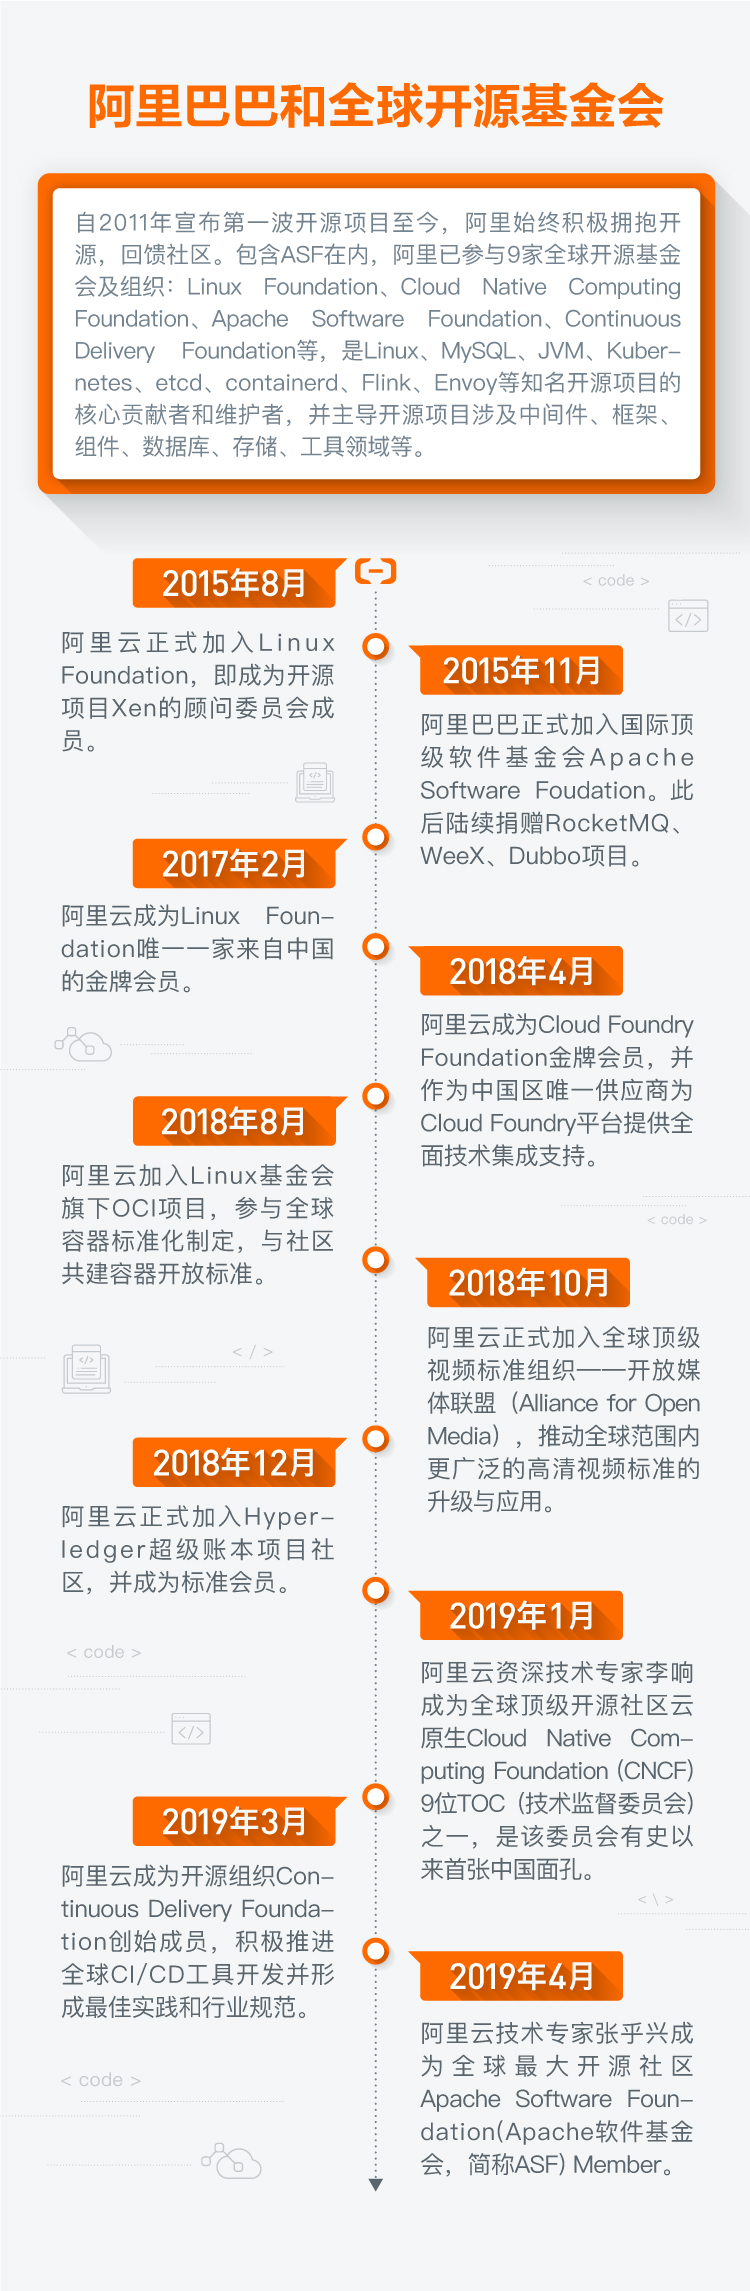 阿里巴巴和全球开源基金会
自2011年宣布第一波开源项目至今，阿里始终积极拥抱开
源，回馈社区。包含ASF在内，阿里已参与9家全球开源基金
会及组织：Linux Foundation、Cloud Native Computing
Foundation、Apache Software Foundation、Continuous
Delivery Foundation等，是Linux、MySQL、JVM、Kuber-
netes、etcd、containerd、Flink、Envoy等知名开源项目的
核心贡献者和维护者，并主导开源项目涉及中间件、框架、
组件、数据库、存储、工具领域等。
2015年8月
阿里云正式加入Linux
Foundation，即成为开源
项目Xen的顾问委员会成
员。
< code >
</>
2015年11月
阿里巴巴正式加入国际顶
级软件基金会Apache
Software Foudation。此
后陆续捐赠RocketMQ、
WeeX、Dubbo项目。
</>
2017年2月
阿里云成为Linux Foun-
dation唯一一家来自中国
的金牌会员。
2018年4月
阿里云成为Cloud Foundry
Foundation金牌会员，并
作为中国区唯一供应商为
Cloud Foundry平台提供全
面技术集成支持。
2018年8月
阿里云加入Linux基金会
旗下OCI项目，参与全球
容器标准化制定，与社区
共建容器开放标准。
< code >
2018年10月
阿里云正式加入全球顶级
视频标准组织——开放媒
体联盟（Alliance for Open
Media），推动全球范围内
更广泛的高清视频标准的
升级与应用。
</>
< / >
2018年12月
阿里云正式加入Hyper-
ledger超级账本项目社
区，并成为标准会员。
2019年1月
阿里云资深技术专家李响
成为全球顶级开源社区云
原生Cloud Native Com-
puting Foundation (CNCF)
9位TOC（技术监督委员会)
之一，是该委员会有史以
来首张中国面孔。
< code >
</>
2019年3月
阿里云成为开源组织Con-
tinuous Delivery Founda-
tion创始成员，积极推进
全球CI/CD工具开发并形
成最佳实践和行业规范。
< \ >
2019年4月
阿里云技术专家张乎兴成
为全球最大开源社区
Apache Software Foun-
dation(Apache软件基金
会，简称ASF) Member。
< code >